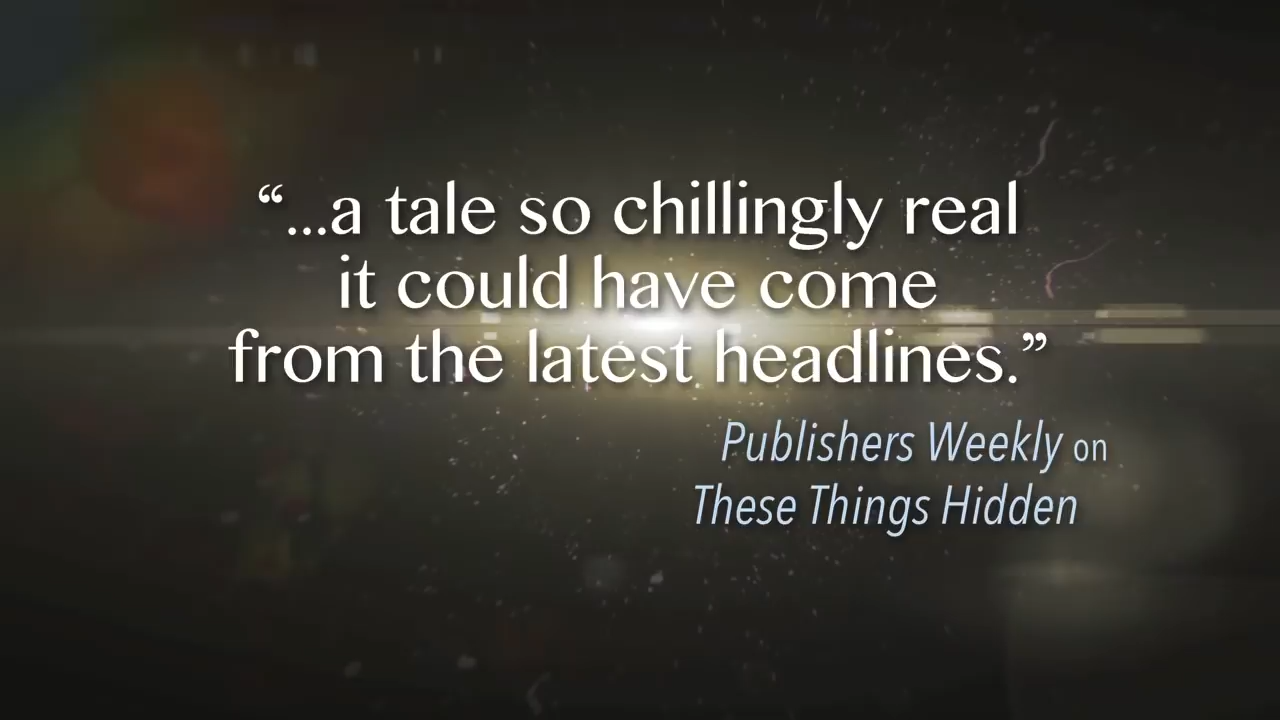 “...a tale so chillingly real
it could have come
from the latest headlines.”
Publishers Weekly on
These Things Hidden